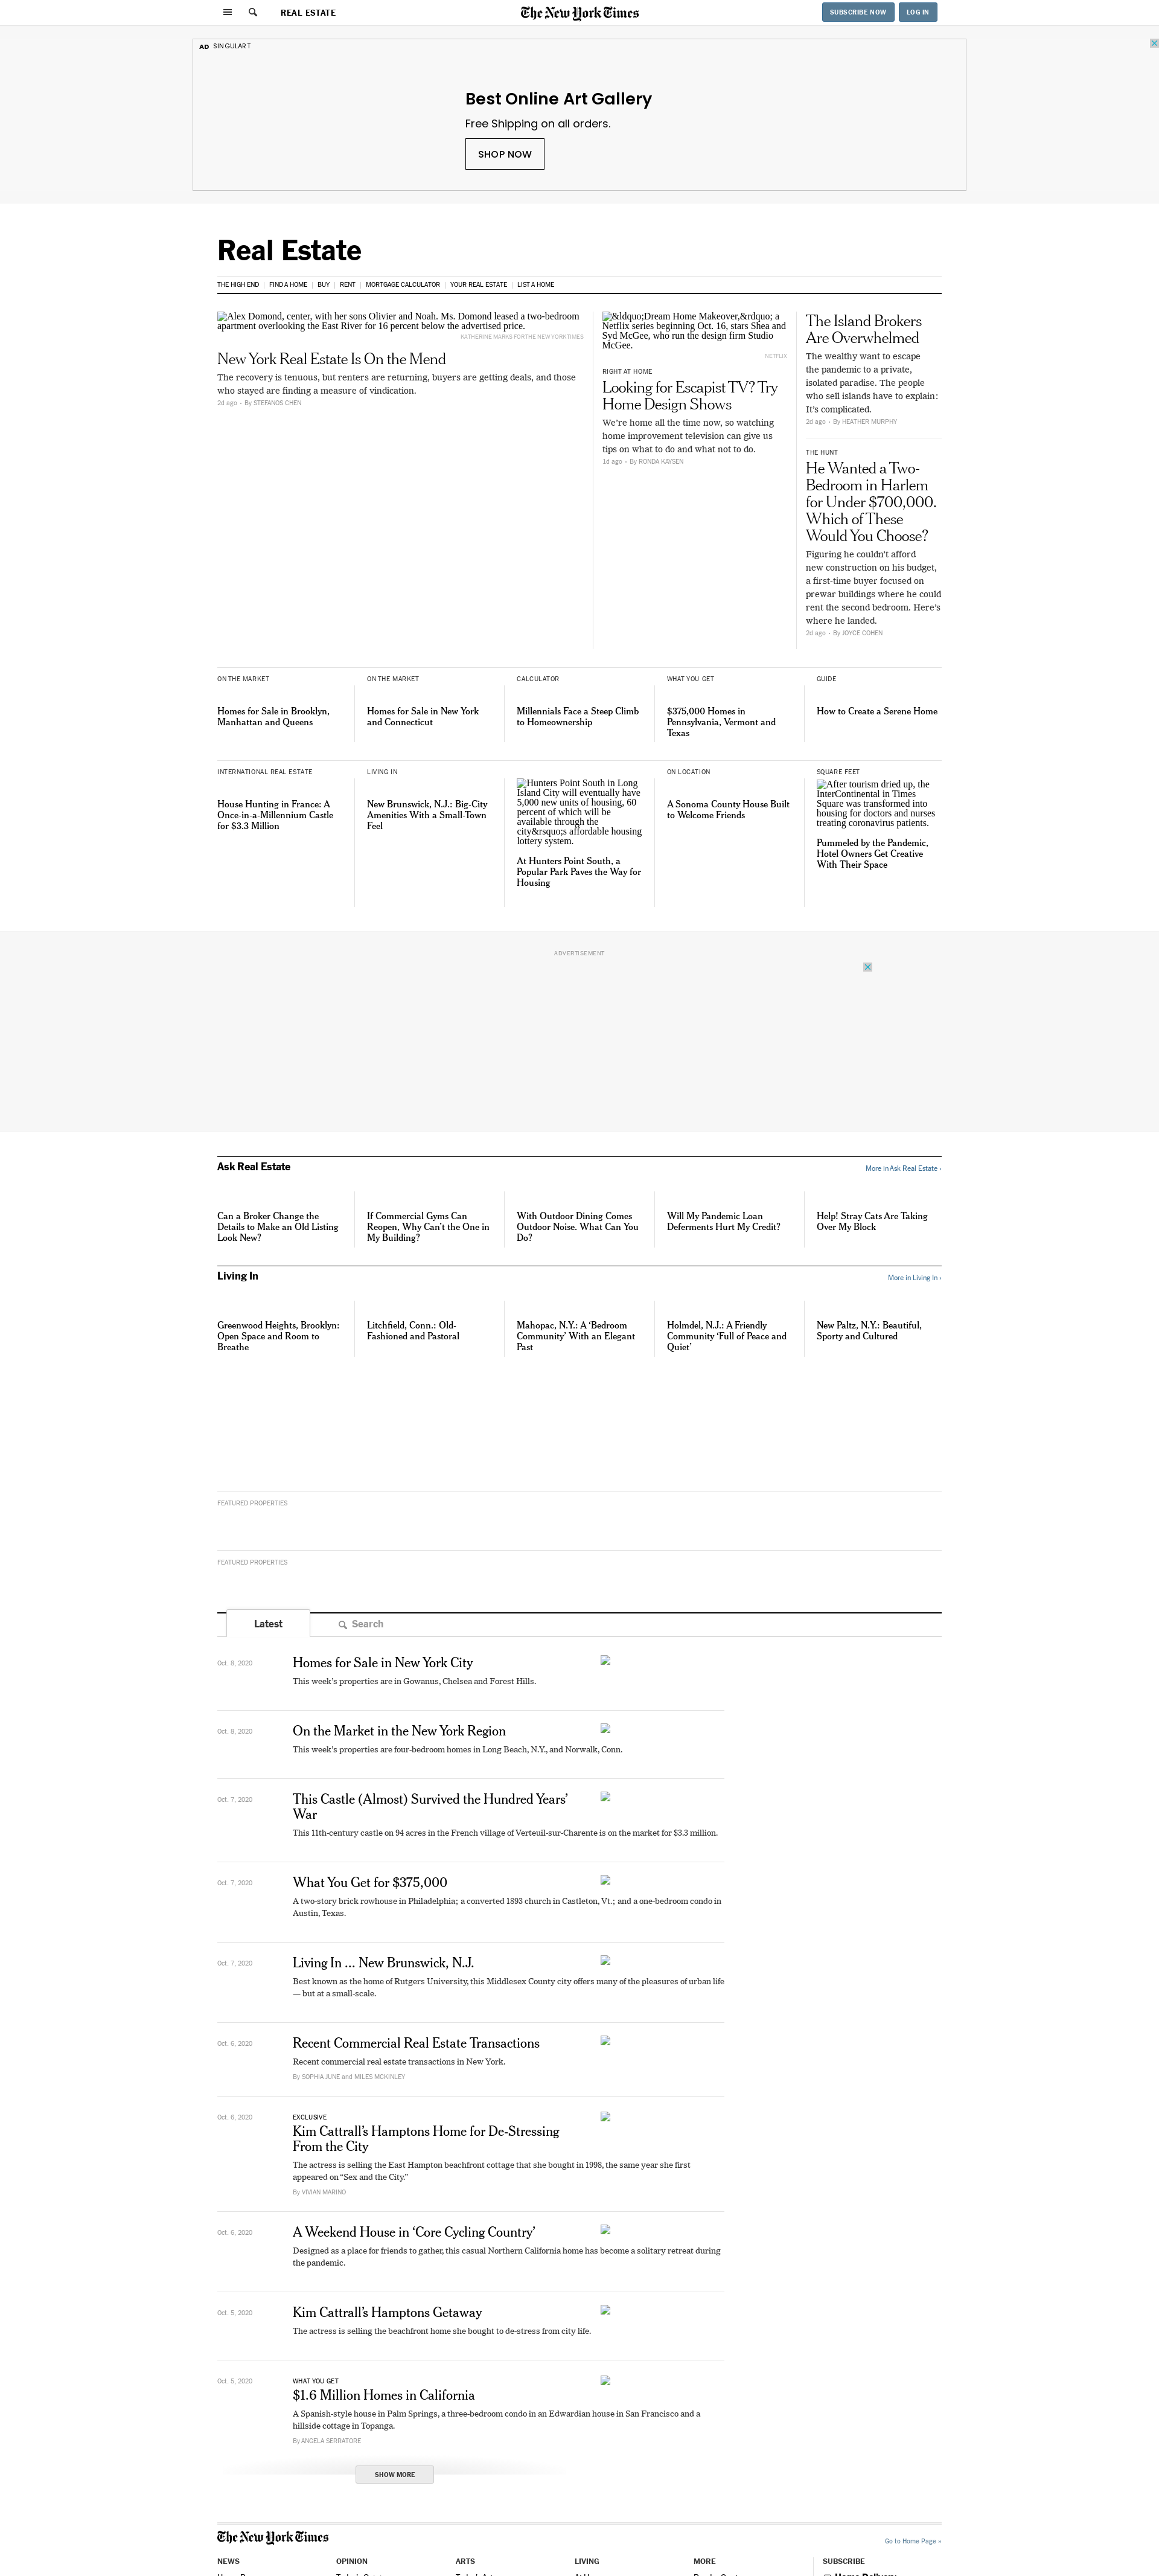 REAL ESTATE
The New York Times
SUBSCRIBE NOW
LOG IN
AD SINGULART
Best Online Art Gallery
Free Shipping on all orders.
SHOP NOW
Real Estate
THE HIGH END | FIND A HOME | BUY | RENT | MORTGAGE CALCULATOR | YOUR REAL ESTATE | LIST A HOME
Alex Domond, center, with her sons Olivier and Noah. Ms. Domond leased a two-bedroom
apartment overlooking the East River for 16 percent below the advertised price.
KATHERINE MARKS FOR THE NEW YORK TIMES
New York Real Estate Is On the Mend
The recovery is tenuous, but renters are returning, buyers are getting deals, and those
who stayed are finding a measure of vindication.
2d ago - By STEFANOS CHEN
&ldquo;Dream Home Makeover,&rdquo; a
Netflix series beginning Oct. 16, stars Shea and
Syd McGee, who run the design firm Studio
McGee.
NETFLIX
RIGHT AT HOME
Looking for Escapist TV? Try
Home Design Shows
We're home all the time now, so watching
home improvement television can give us
tips on what to do and what not to do.
1d ago - By RONDA KAYSEN
The Island Brokers
Are Overwhelmed
The wealthy want to escape
the pandemic to a private,
isolated paradise. The people
who sell islands have to explain:
It's complicated.
2d ago - By HEATHER MURPHY
THE HUNT
He Wanted a Two-
Bedroom in Harlem
for Under $700,000.
Which of These
Would You Choose?
Figuring he couldn't afford
new construction on his budget,
a first-time buyer focused on
prewar buildings where he could
rent the second bedroom. Here's
where he landed.
2d ago - By JOYCE COHEN
ON THE MARKET
Homes for Sale in Brooklyn,
Manhattan and Queens
ON THE MARKET
Homes for Sale in New York
and Connecticut
CALCULATOR
Millennials Face a Steep Climb
to Homeownership
WHAT YOU GET
$375,000 Homes in
Pennsylvania, Vermont and
Texas
GUIDE
How to Create a Serene Home
INTERNATIONAL REAL ESTATE
House Hunting in France: A
Once-in-a-Millennium Castle
for $3.3 Million
LIVING IN
New Brunswick, N.J.: Big-City
Amenities With a Small-Town
Feel
Hunters Point South in Long
Island City will eventually have
5,000 new units of housing, 60
percent of which will be
available through the
city&rsquo;s affordable housing
lottery system.
At Hunters Point South, a
Popular Park Paves the Way for
Housing
ON LOCATION
A Sonoma County House Built
to Welcome Friends
SQUARE FEET
After tourism dried up, the
InterContinental in Times
Square was transformed into
housing for doctors and nurses
treating coronavirus patients.
Pummeled by the Pandemic,
Hotel Owners Get Creative
With Their Space
ADVERTISEMENT
Ask Real Estate
More in Ask Real Estate ›
Can a Broker Change the
Details to Make an Old Listing
Look New?
If Commercial Gyms Can
Reopen, Why Can't the One in
My Building?
With Outdoor Dining Comes
Outdoor Noise. What Can You
Do?
Will My Pandemic Loan
Deferments Hurt My Credit?
Help! Stray Cats Are Taking
Over My Block
Living In
More in Living In ›
Greenwood Heights, Brooklyn:
Open Space and Room to
Breathe
Litchfield, Conn.: Old-
Fashioned and Pastoral
Mahopac, N.Y.: A ‘Bedroom
Community’ With an Elegant
Past
Holmdel, N.J.: A Friendly
Community ‘Full of Peace and
Quiet’
New Paltz, N.Y.: Beautiful,
Sporty and Cultured
FEATURED PROPERTIES
FEATURED PROPERTIES
Latest
Search
Oct. 8, 2020
Homes for Sale in New York City
This week's properties are in Gowanus, Chelsea and Forest Hills.
Oct. 8, 2020
On the Market in the New York Region
This week's properties are four-bedroom homes in Long Beach, N.Y., and Norwalk, Conn.
Oct. 7, 2020
This Castle (Almost) Survived the Hundred Years’
War
This 11th-century castle on 94 acres in the French village of Verteuil-sur-Charente is on the market for $3.3 million.
Oct. 7, 2020
What You Get for $375,000
A two-story brick rowhouse in Philadelphia; a converted 1893 church in Castleton, Vt.; and a one-bedroom condo in
Austin, Texas.
Oct. 7, 2020
Living In ... New Brunswick, N.J.
Best known as the home of Rutgers University, this Middlesex County city offers many of the pleasures of urban life
— but at a small-scale.
Oct. 6, 2020
Recent Commercial Real Estate Transactions
Recent commercial real estate transactions in New York.
By SOPHIA JUNE and MILES MCKINLEY
Oct. 6, 2020
EXCLUSIVE
Kim Cattrall’s Hamptons Home for De-Stressing
From the City
The actress is selling the East Hampton beachfront cottage that she bought in 1998, the same year she first
appeared on “Sex and the City.”
By VIVIAN MARINO
Oct. 6, 2020
A Weekend House in ‘Core Cycling Country’
Designed as a place for friends to gather, this casual Northern California home has become a solitary retreat during
the pandemic.
Oct. 5, 2020
Kim Cattrall’s Hamptons Getaway
The actress is selling the beachfront home she bought to de-stress from city life.
Oct. 5, 2020
WHAT YOU GET
$1.6 Million Homes in California
A Spanish-style house in Palm Springs, a three-bedroom condo in an Edwardian house in San Francisco and a
hillside cottage in Topanga.
By ANGELA SERRATORE
SHOW MORE
The New York Times
Go to Home Page »
NEWS
OPINION
ARTS
LIVING
MORE
SUBSCRIBE